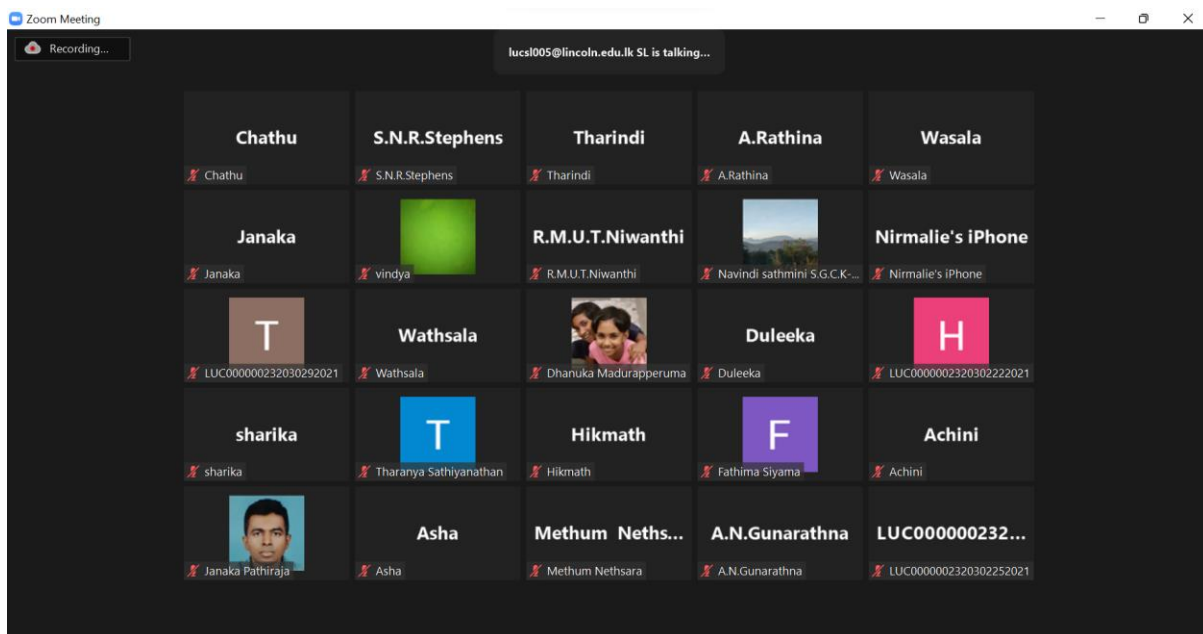 Zoom Meeting
Recording...
lucsl005@lincoln.edu.lk SL is talking...
Chathu
S.N.R.Stephens
Tharindi
A.Rathina
Wasala
Chathu
S.N.R.Stephens
Tharindi
A.Rathina
Wasala
Janaka
R.M.U.T.Niwanthi
Nirmalie's iPhone
Janaka
vindya
R.M.U.T.Niwanthi
Navindi sathmini S.G.C.K-...
Nirmalie's iPhone
T
Wathsala
Duleeka
H
LUC000000232030292021
Wathsala
Dhanuka Madurapperuma
Duleeka
LUC0000002320302222021
sharika
T
Hikmath
F
Achini
sharika
Tharanya Sathiyanathan
Hikmath
Fathima Siyama
Achini
Asha
Methum Neths...
A.N.Gunarathna
LUC000000232...
Janaka Pathiraja
Asha
Methum Nethsara
A.N.Gunarathna
LUC0000002320302252021